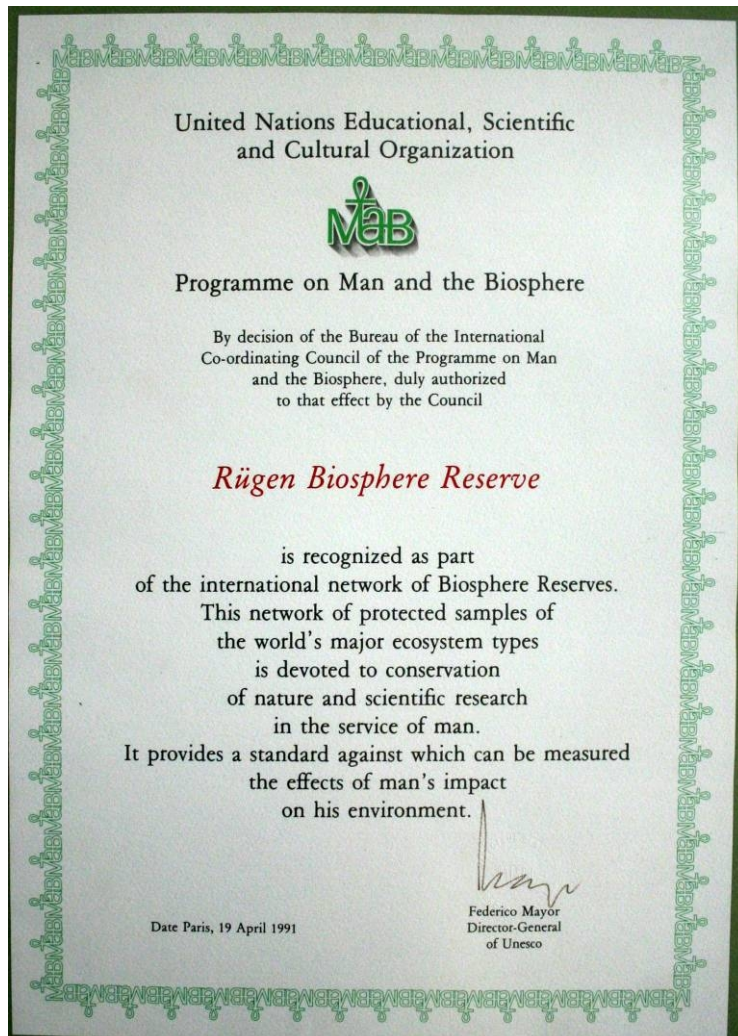 United Nations Educational, Scientific
and Cultural Organization
MaB
Programme on Man and the Biosphere
By decision of the Bureau of the International
Co-ordinating Council of the Programme on Man
and the Biosphere, duly authorized
to that effect by the Council
Rügen Biosphere Reserve
is recognized as part
of the international network of Biosphere Reserves.
This network of protected samples of
the world's major ecosystem types
is devoted to conservation
of nature and scientific research
in the service of man.
It provides a standard against which can be measured
the effects of man's impact
on his environment.
Date Paris, 19 April 1991
Federico Mayor
Director-General
of Unesco